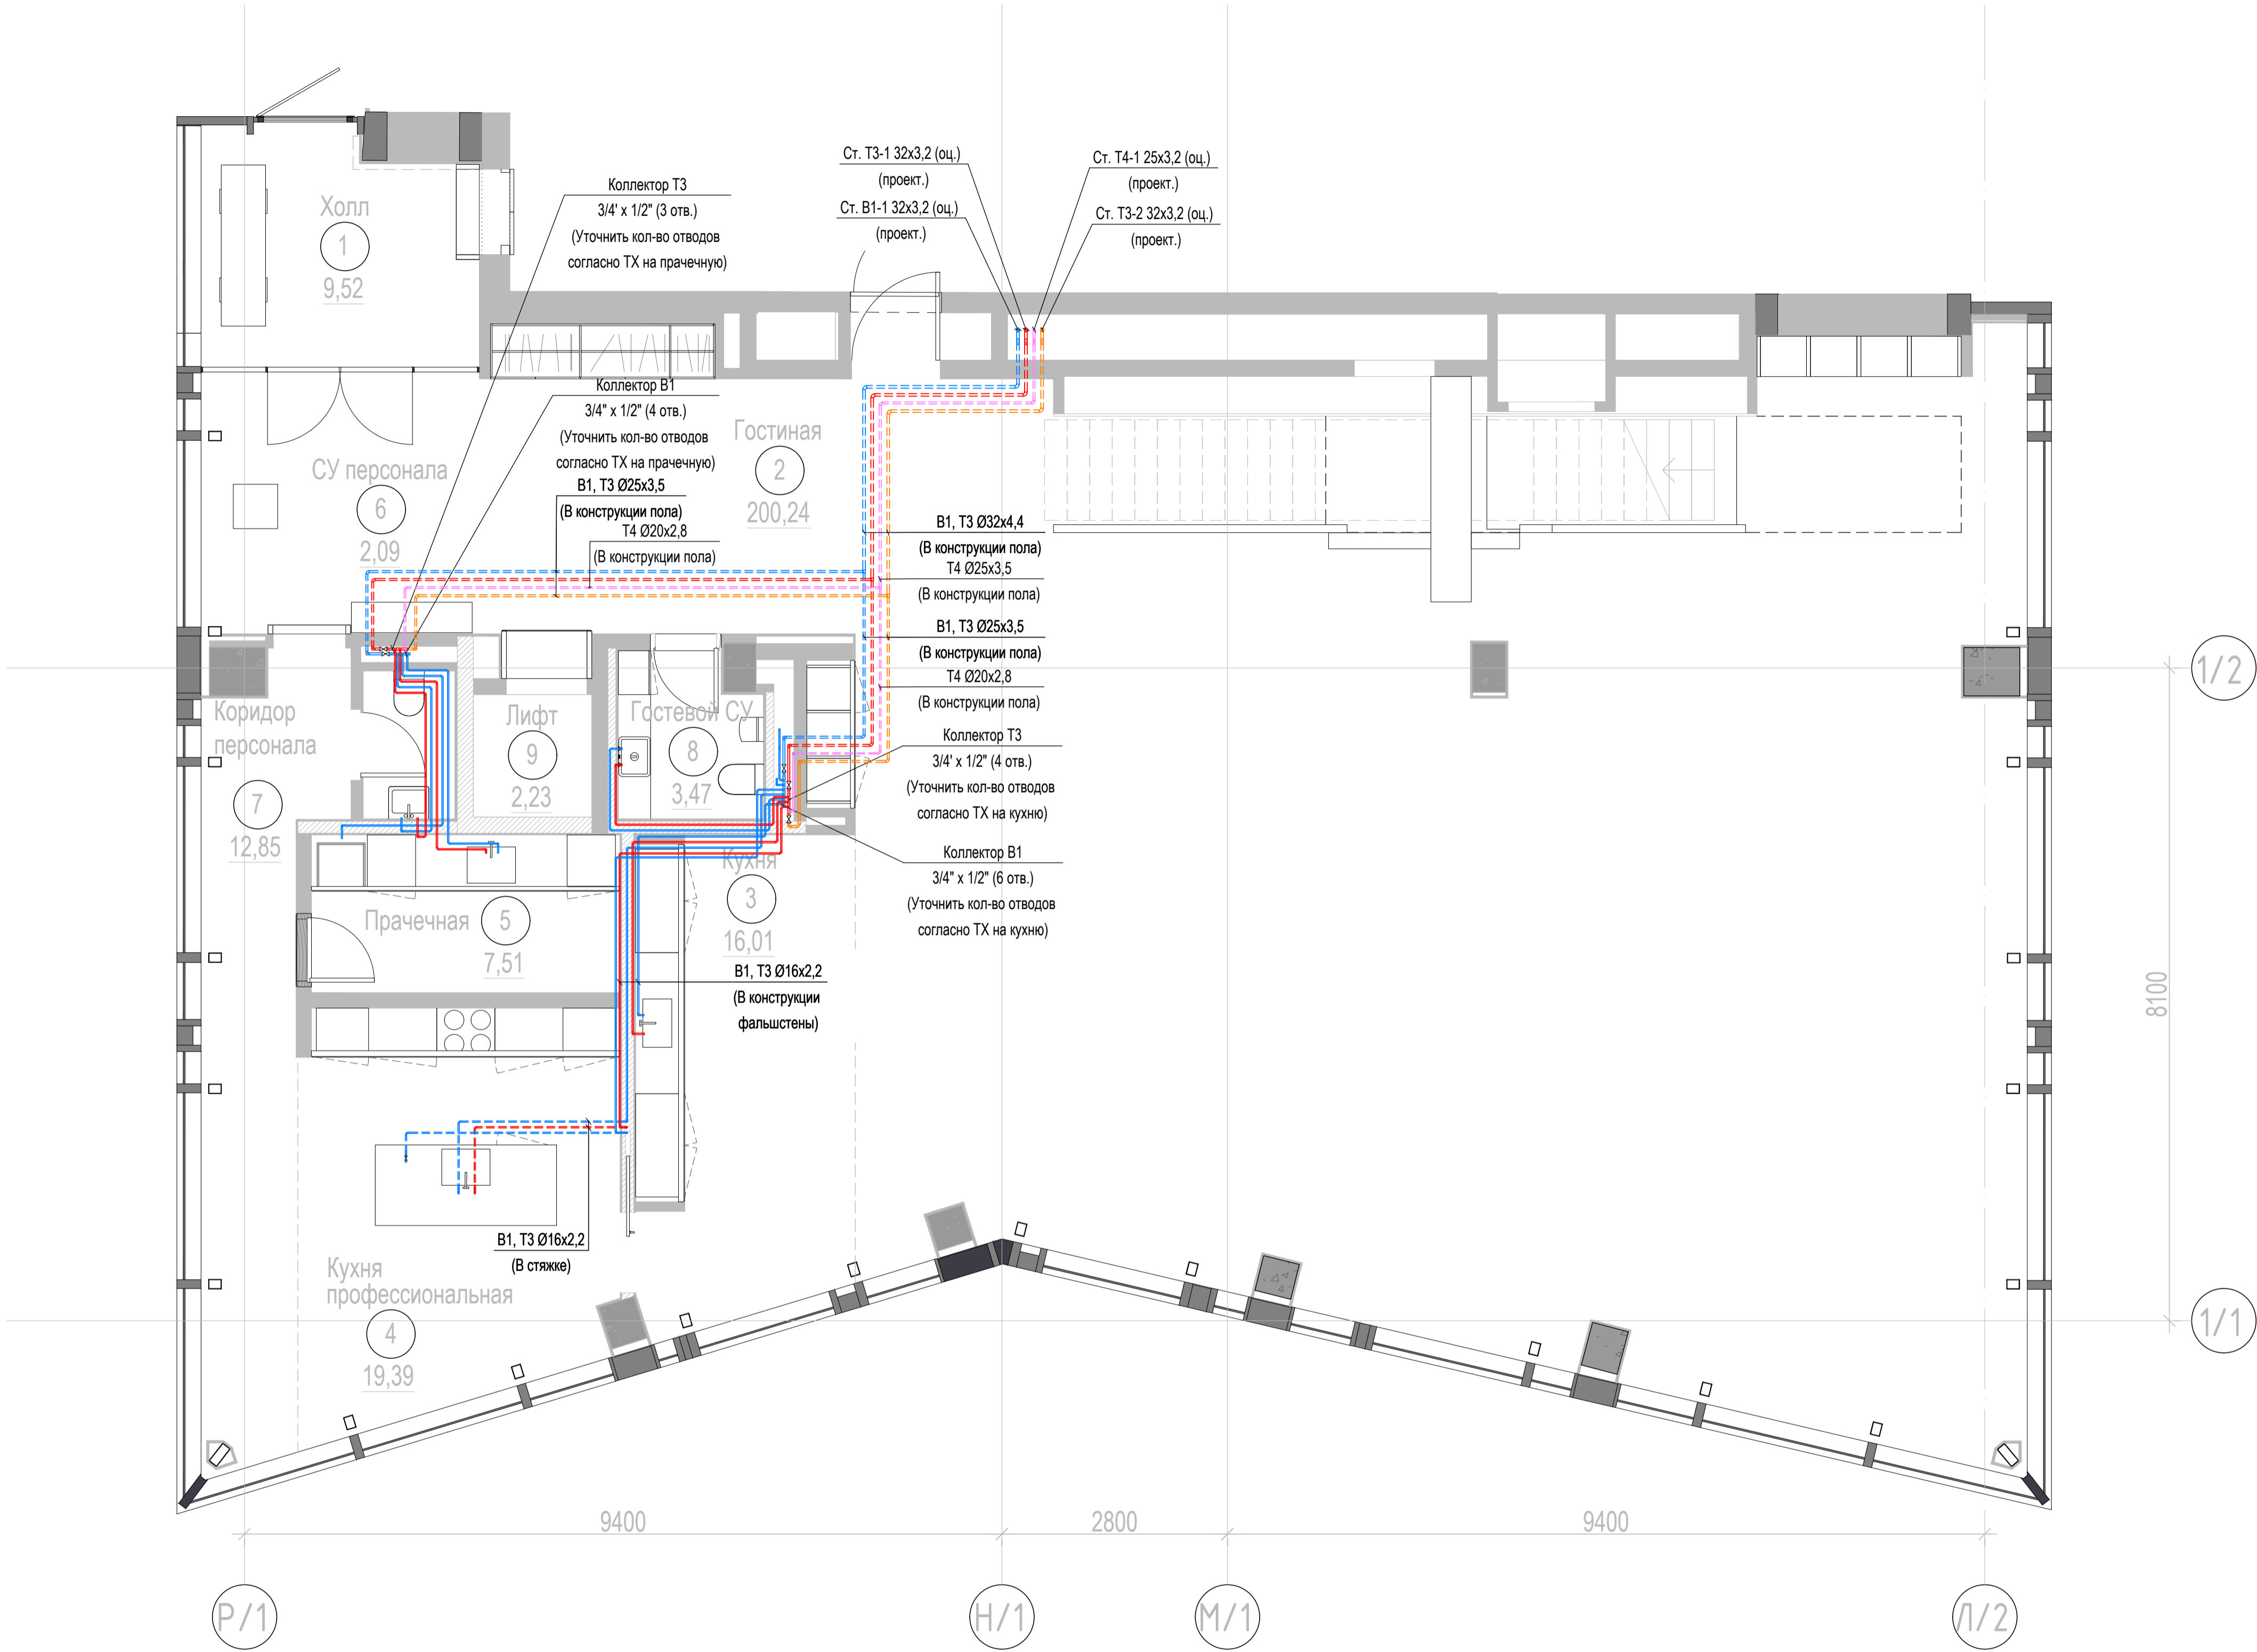 Ст. Т3-1 32х3,2 (оц.)
(проект.)
Ст. В1-1 32х3,2 (оц.)
(проект.)
Ст. Т4-1 25х3,2 (оц.)
(проект.)
Ст. Т3-2 32х3,2 (оц.)
(проект.)
Коллектор Т3
3/4' х 1/2" (3 отв.)
(Уточнить кол-во отводов
согласно ТХ на прачечную)
Холл
1
9,52
Коллектор В1
3/4" х 1/2" (4 отв.)
(Уточнить кол-во отводов
согласно ТХ на прачечную)
В1, Т3 Ø25х3,5
(В конструкции пола)
Т4 Ø20х2,8
(В конструкции пола)
Гостиная
2
200,24
СУ персонала
6
2,09
В1, Т3 Ø32х4,4
(В конструкции пола)
Т4 Ø25х3,5
(В конструкции пола)
В1, Т3 Ø25х3,5
(В конструкции пола)
Т4 Ø20х2,8
(В конструкции пола)
Коллектор Т3
3/4' х 1/2" (4 отв.)
(Уточнить кол-во отводов
согласно ТХ на кухню)
Коллектор В1
3/4" х 1/2" (6 отв.)
(Уточнить кол-во отводов
согласно ТХ на кухню)
1/2
Коридор
персонала
7
12,85
Лифт
9
2,23
Гостевой СУ
8
3,47
Кухня
3
16,01
Прачечная
5
7,51
В1, Т3 Ø16х2,2
(В конструкции
фальшстены)
8100
В1, Т3 Ø16х2,2
(В стяжке)
Кухня
профессиональная
4
19,39
1/1
9400
2800
9400
Р/1
Н/1
М/1
Л/2